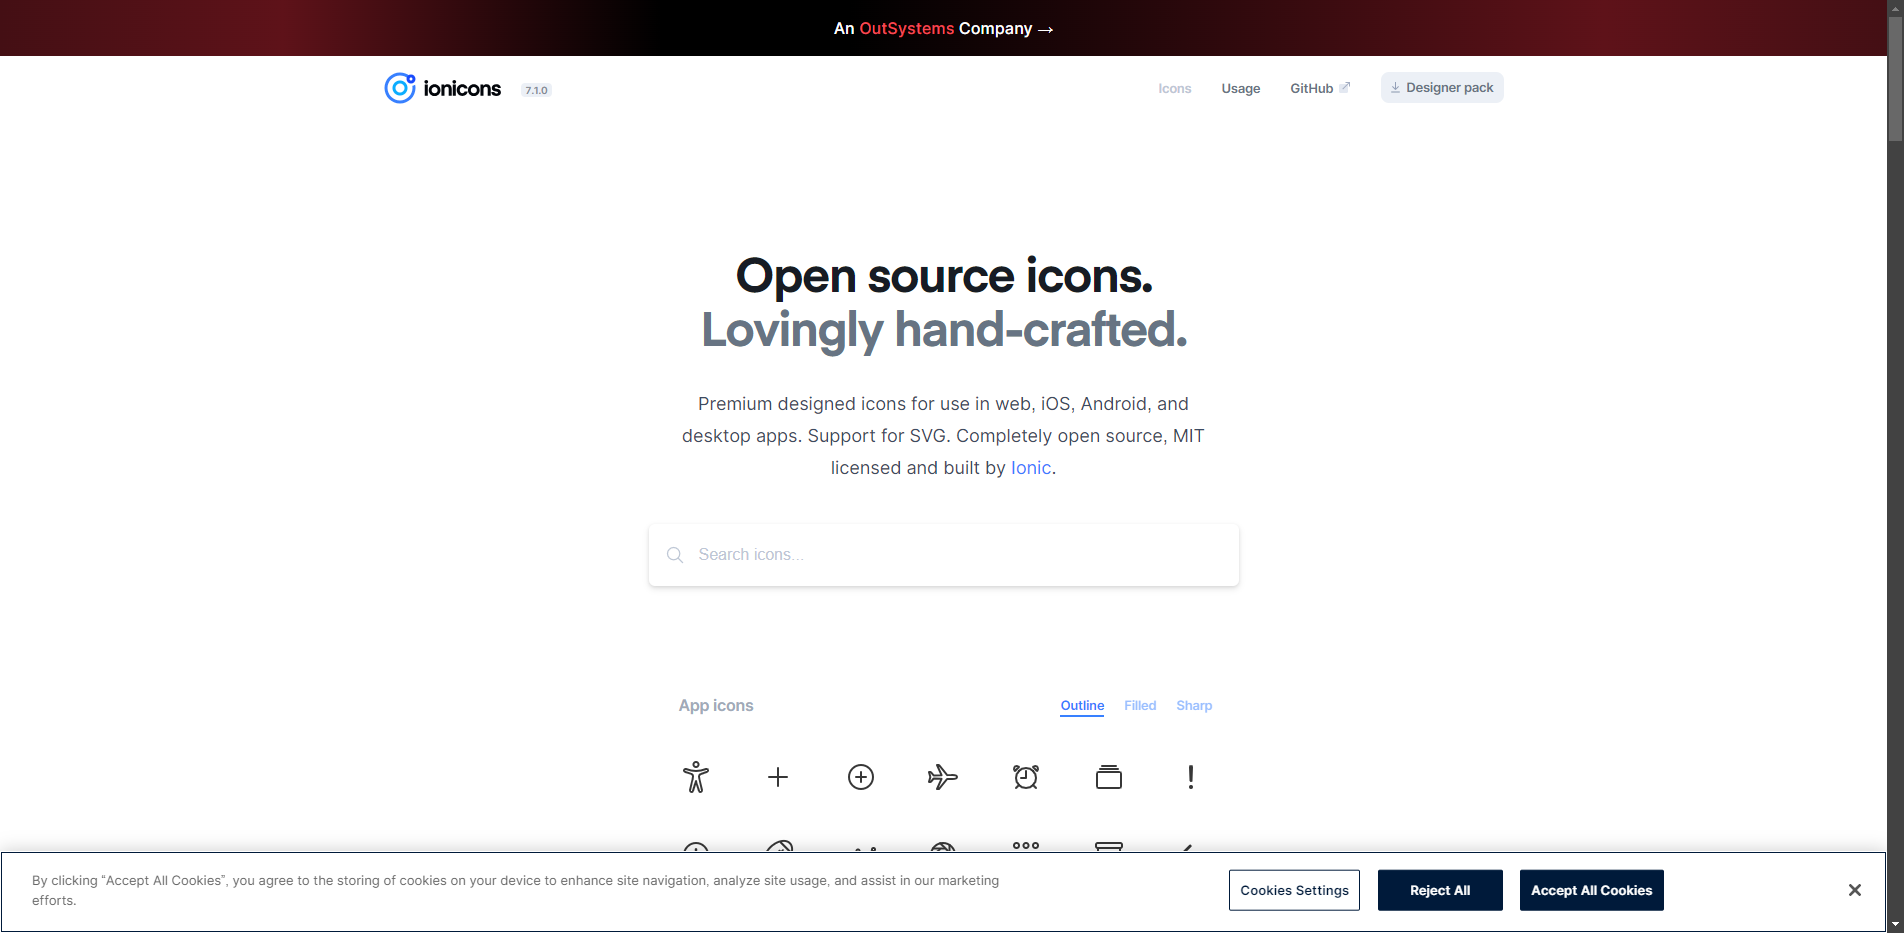 An OutSystems Company →
ionicons 7.1.0
Icons Usage GitHub Designer pack
Open source icons.
Lovingly hand-crafted.
Premium designed icons for use in web, iOS, Android, and
desktop apps. Support for SVG. Completely open source, MIT
licensed and built by Ionic.
Search icons...
App icons
Outline Filled Sharp
By clicking “Accept All Cookies”, you agree to the storing of cookies on your device to enhance site navigation, analyze site usage, and assist in our marketing
efforts.
Cookies Settings
Reject All
Accept All Cookies